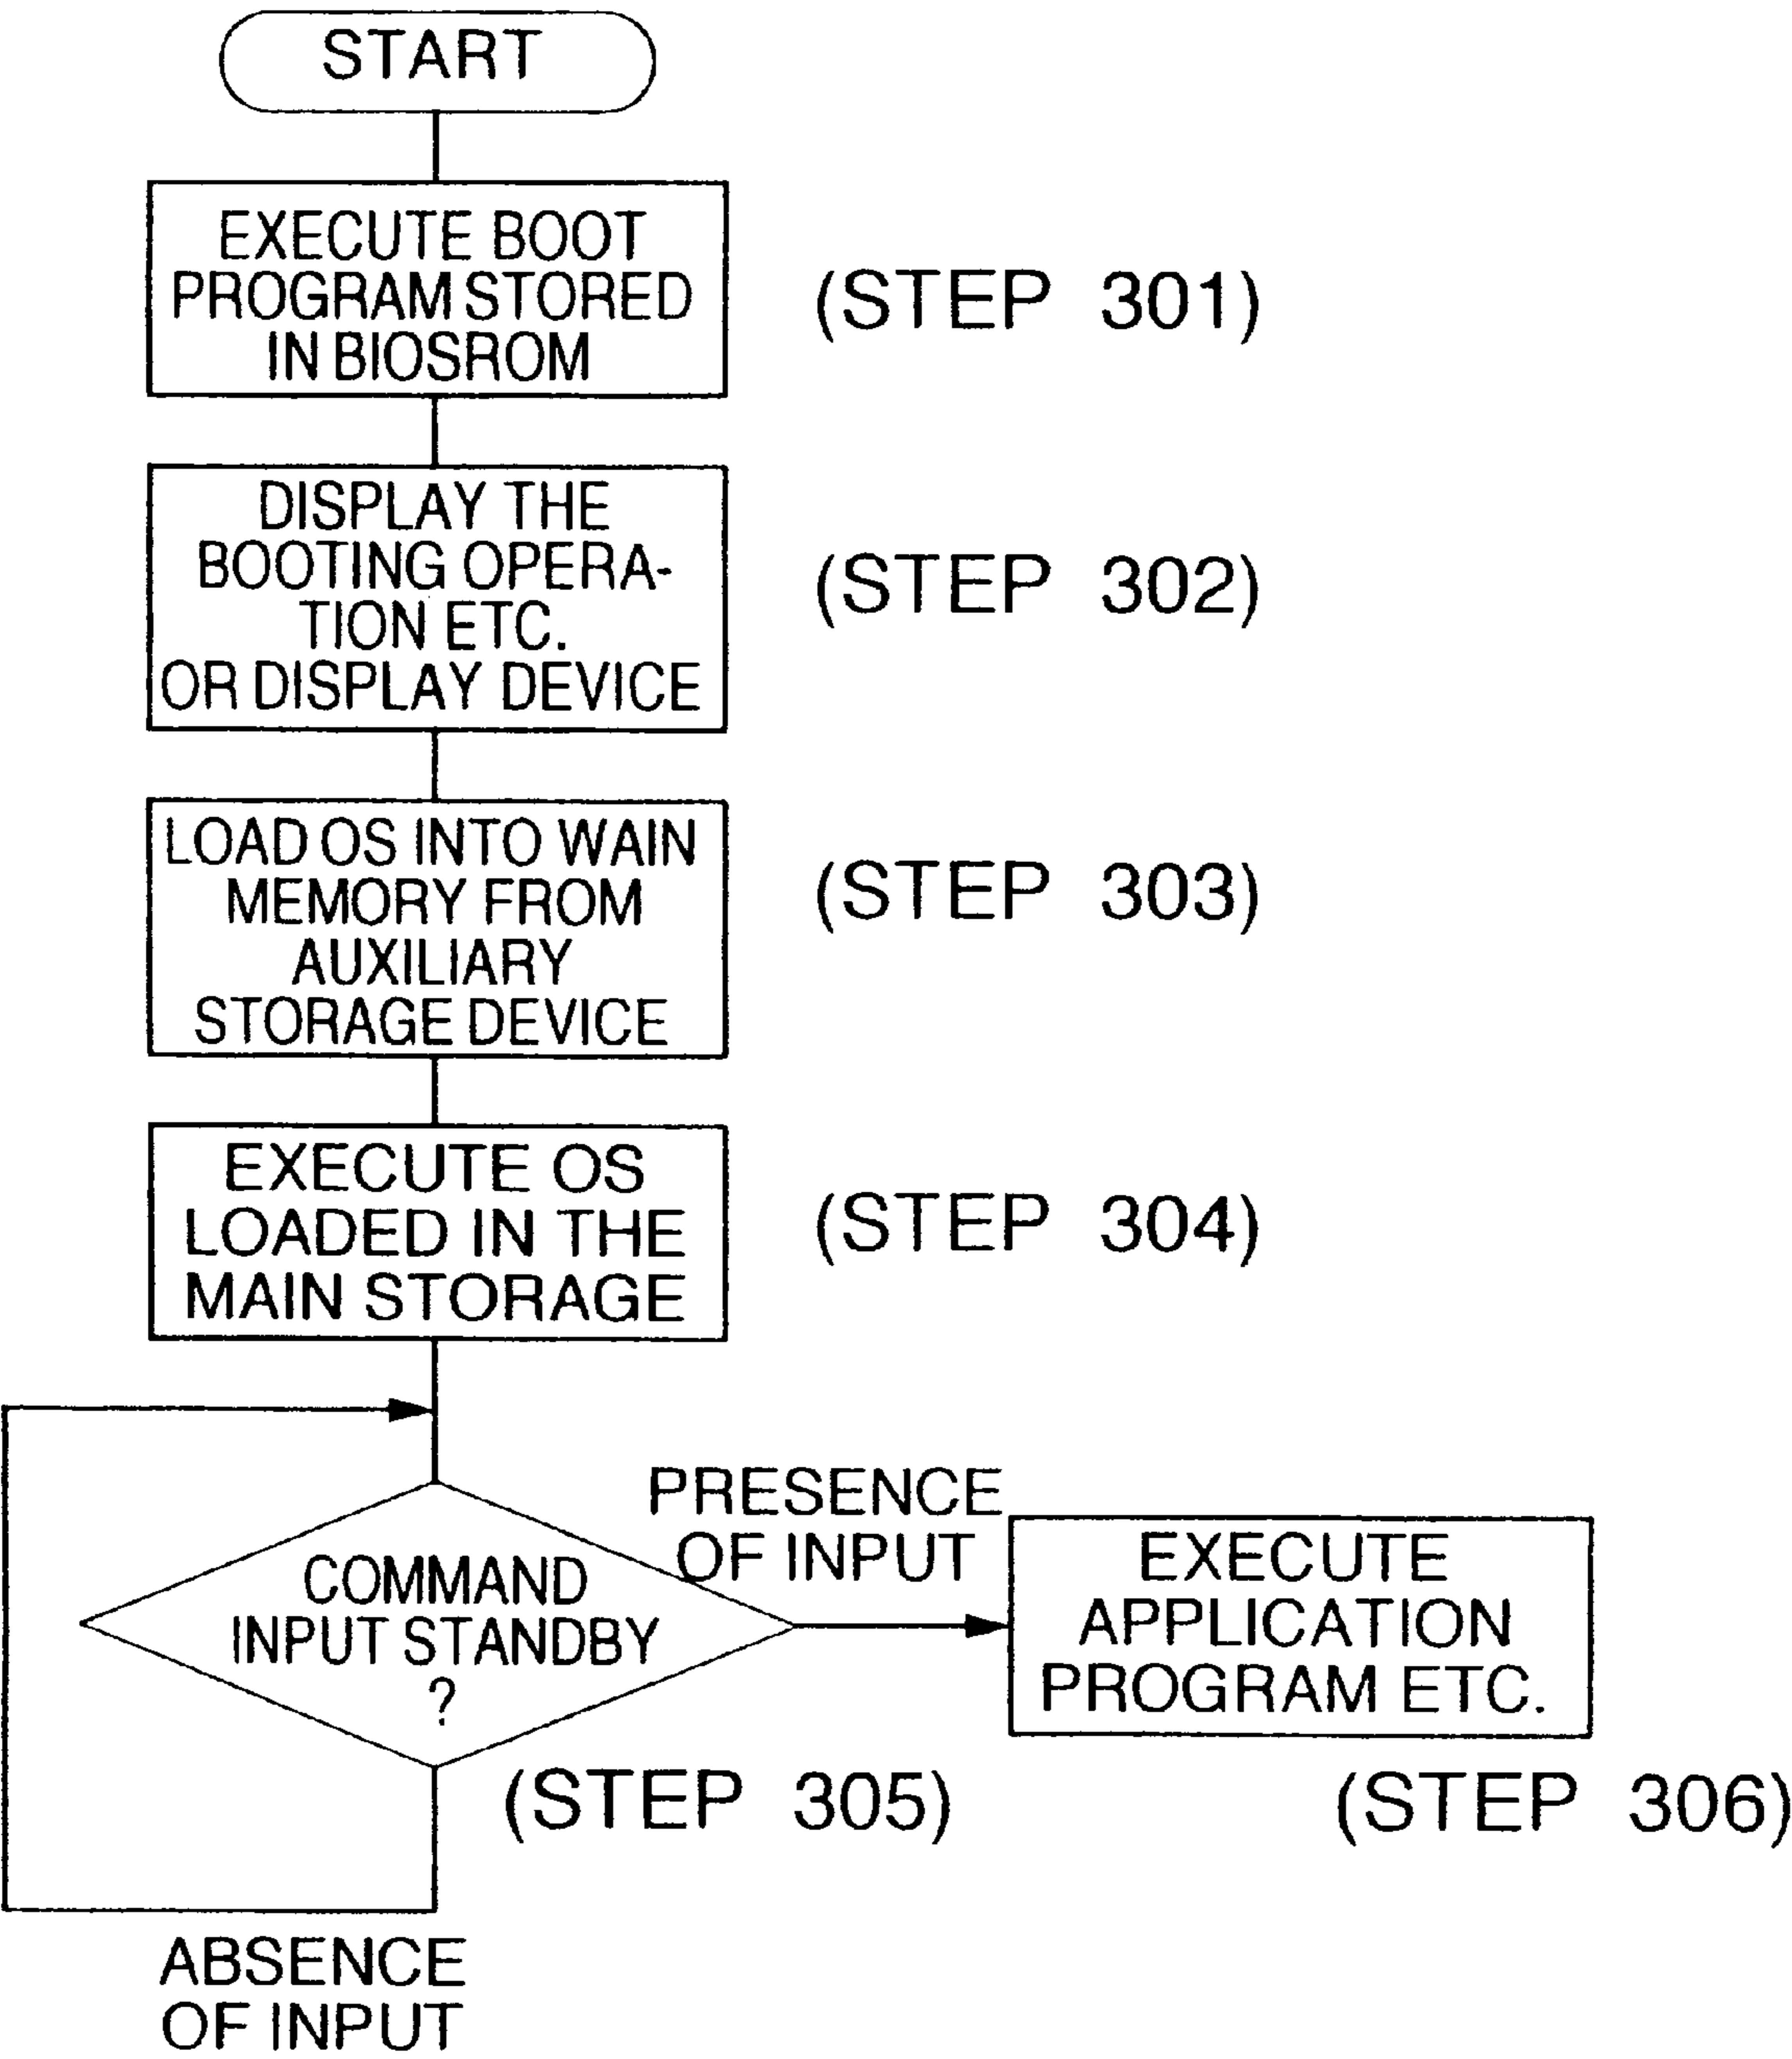 START
EXECUTE BOOT
PROGRAM STORED
IN BIOSROM
(STEP 301)
DISPLAY THE
BOOTING OPERA-
TION ETC.
OR DISPLAY DEVICE
(STEP 302)
LOAD OS INTO WAIN
MEMORY FROM
AUXILIARY
STORAGE DEVICE
(STEP 303)
EXECUTE OS
LOADED IN THE
MAIN STORAGE
(STEP 304)
COMMAND
INPUT STANDBY
?
(STEP 305)
PRESENCE
OF INPUT
EXECUTE
APPLICATION
PROGRAM ETC.
(STEP 306)
ABSENCE
OF INPUT